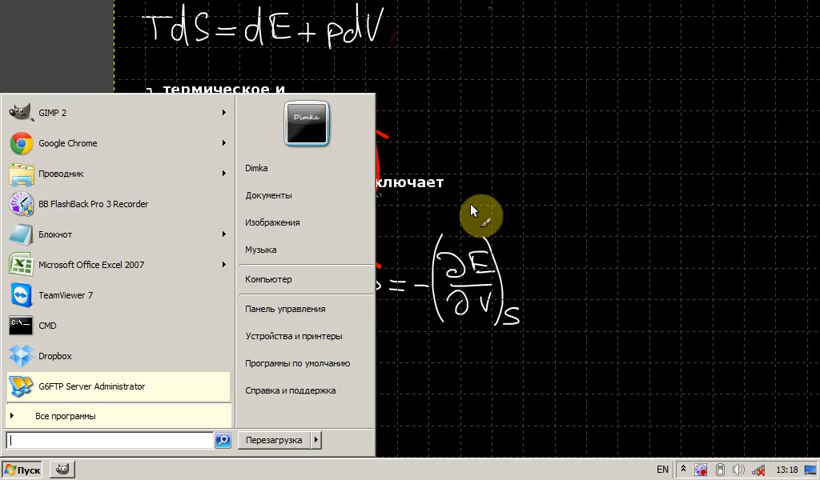 TdS = dE + pdV
термическое и
ключает
= -(∂E/∂V)S
GIMP 2
Google Chrome
Проводник
BB FlashBack Pro 3 Recorder
Блокнот
Microsoft Office Excel 2007
TeamViewer 7
CMD
Dropbox
G6FTP Server Administrator
Все программы
Dimka
Dimka
Документы
Изображения
Музыка
Компьютер
Панель управления
Устройства и принтеры
Программы по умолчанию
Справка и поддержка
Перезагрузка
Пуск
EN
13:18